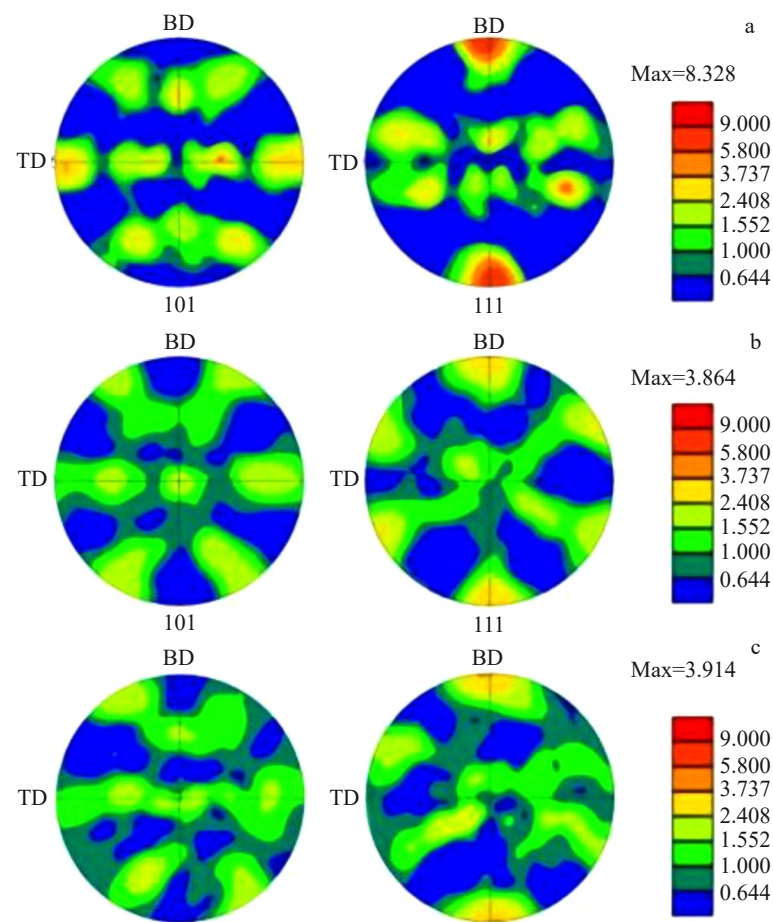 BD BD a
Max=8.328
TD TD
9.000
5.800
3.737
2.408
1.552
1.000
0.644
101 111
BD BD b
Max=3.864
TD TD
9.000
5.800
3.737
2.408
1.552
1.000
0.644
101 111
BD BD c
Max=3.914
TD TD
9.000
5.800
3.737
2.408
1.552
1.000
0.644